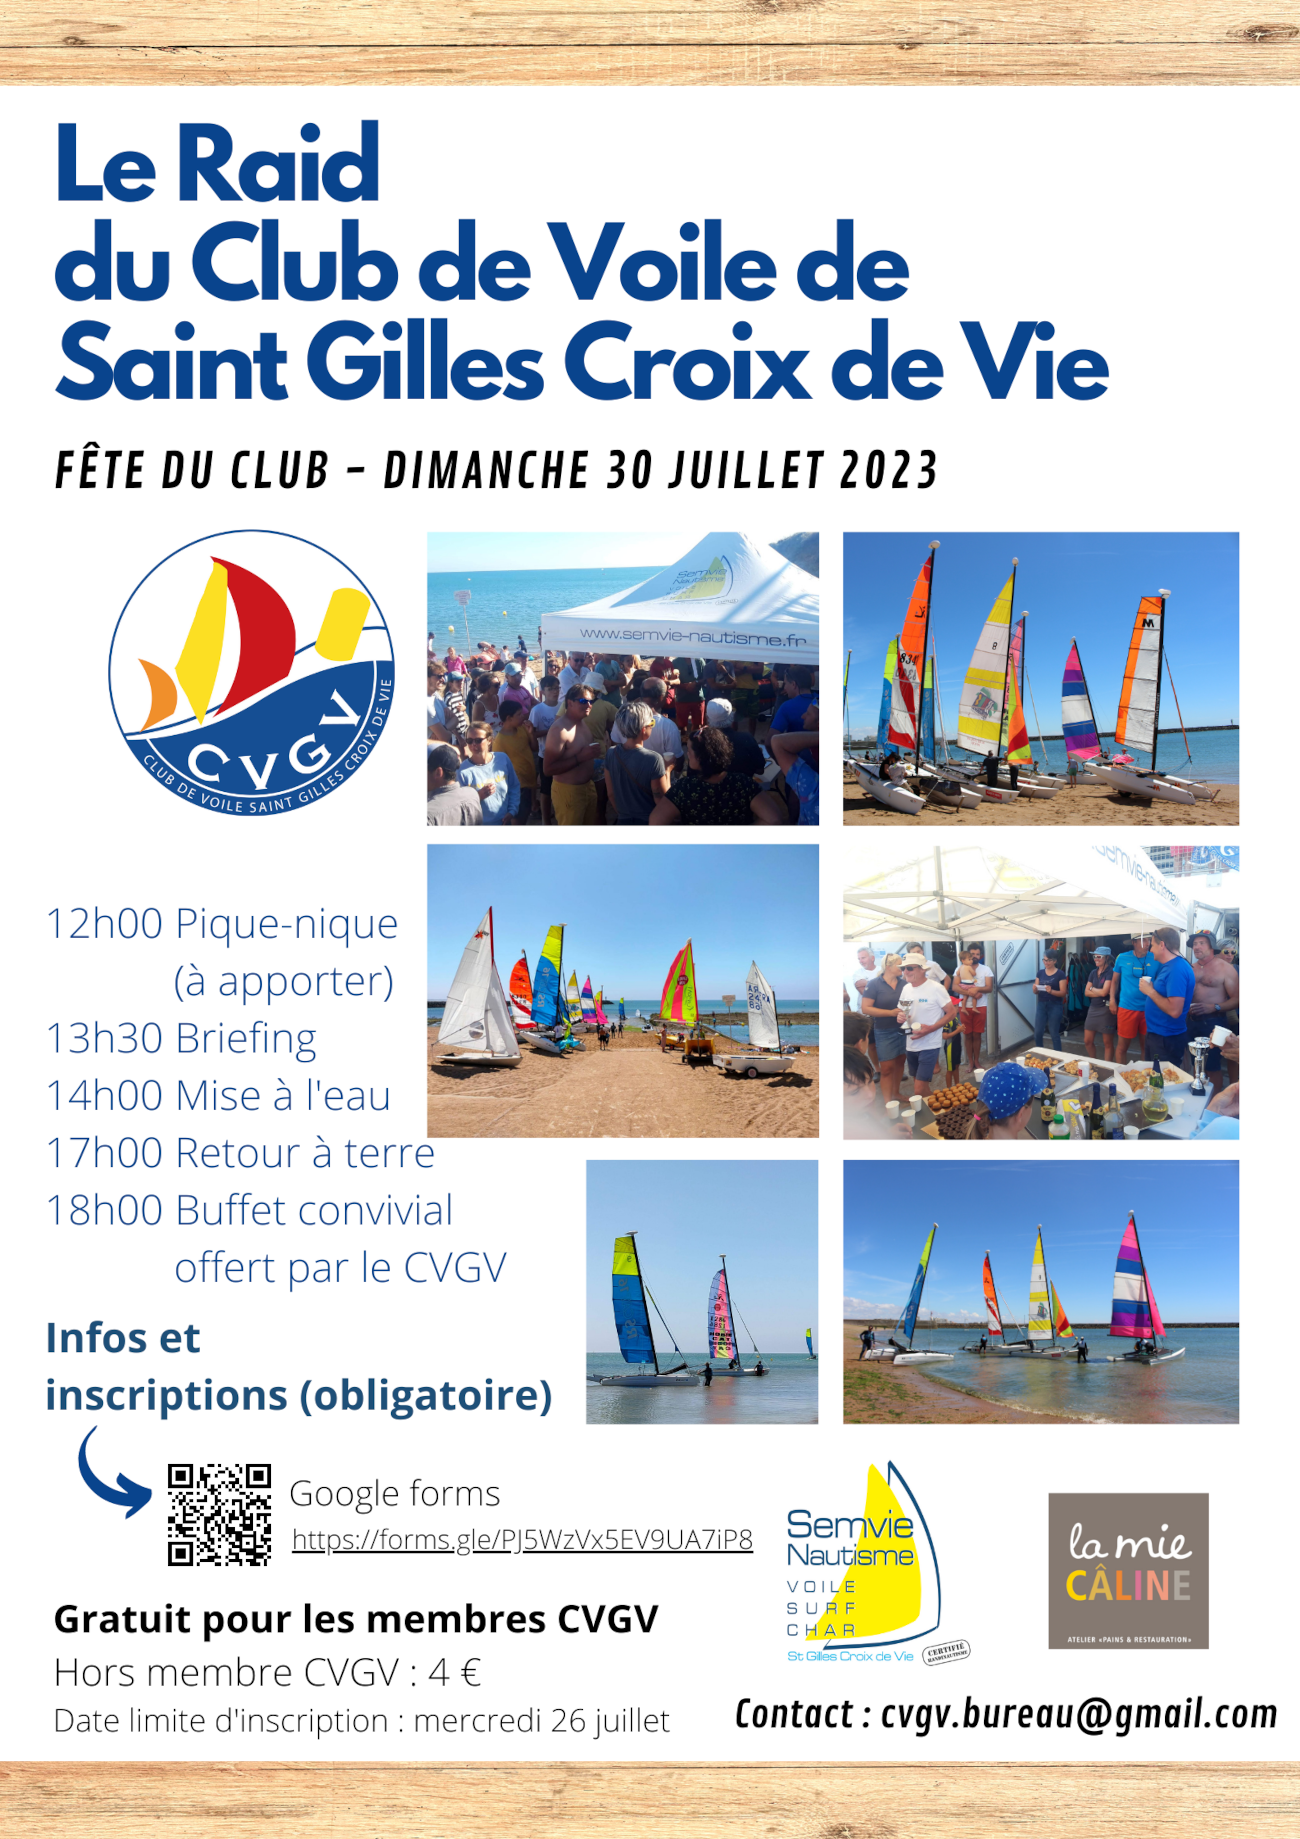 Le Raid
du Club de Voile de
Saint Gilles Croix de Vie
FÊTE DU CLUB - DIMANCHE 30 JUILLET 2023
CVGV
CLUB DE VOILE SAINT GILLES CROIX DE VIE
Semvie
Nautisme
www.semvie-nautisme.fr
12h00 Pique-nique
(à apporter)
13h30 Briefing
14h00 Mise à l'eau
17h00 Retour à terre
18h00 Buffet convivial
offert par le CVGV
Infos et
inscriptions (obligatoire)
Google forms
https://forms.gle/PJ5WzVx5EV9UA7iP8
Gratuit pour les membres CVGV
Hors membre CVGV : 4 €
Date limite d'inscription : mercredi 26 juillet
Semvie
Nautisme
VOILE
SURF
CHAR
St Gilles Croix de Vie
CERTIFIÉ
HANDINAUTISME
la mie
CÂLINE
ATELIER «PAINS & RESTAURATION»
Contact : cvgv.bureau@gmail.com